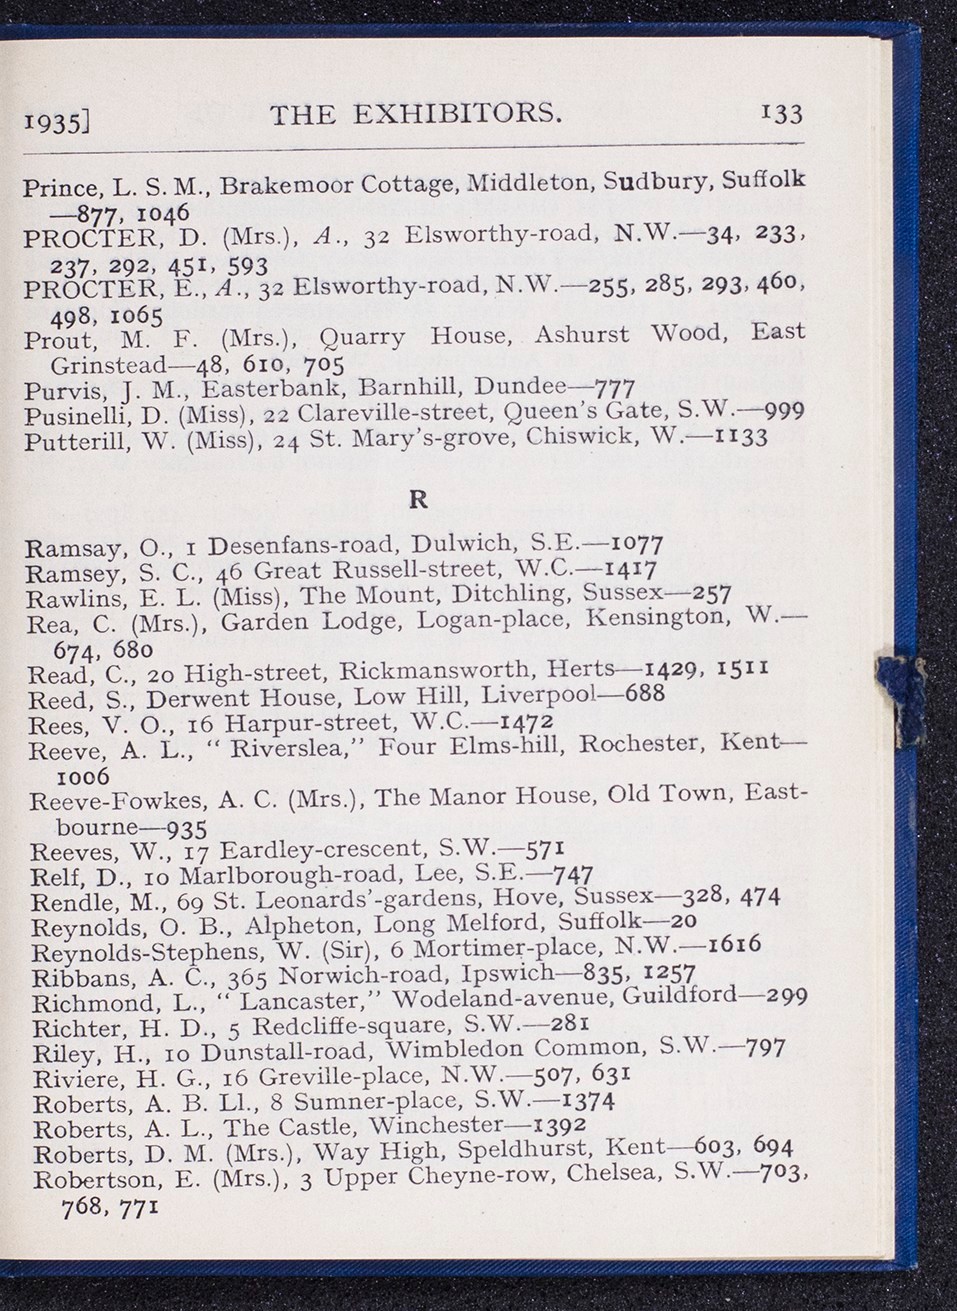 1935] THE EXHIBITORS. 133
Prince, L. S. M., Brakemoor Cottage, Middleton, Sudbury, Suffolk
—877, 1046
PROCTER, D. (Mrs.), A., 32 Elsworthy-road, N.W.—34, 233,
237, 292, 451, 593
PROCTER, E., A., 32 Elsworthy-road, N.W.—255, 285, 293, 460,
498, 1065
Prout, M. F. (Mrs.), Quarry House, Ashurst Wood, East
Grinstead—48, 610, 705
Purvis, J. M., Easterbank, Barnhill, Dundee—777
Pusinelli, D. (Miss), 22 Clareville-street, Queen's Gate, S.W.—999
Putterill, W. (Miss), 24 St. Mary's-grove, Chiswick, W.—1133
R
Ramsay, O., 1 Desenfans-road, Dulwich, S.E.—1077
Ramsey, S. C., 46 Great Russell-street, W.C.—1417
Rawlins, E. L. (Miss), The Mount, Ditchling, Sussex—257
Rea, C. (Mrs.), Garden Lodge, Logan-place, Kensington, W.—
674, 680
Read, C., 20 High-street, Rickmansworth, Herts—1429, 1511
Reed, S., Derwent House, Low Hill, Liverpool—688
Rees, V. O., 16 Harpur-street, W.C.—1472
Reeve, A. L., “ Riverslea,” Four Elms-hill, Rochester, Kent—
1006
Reeve-Fowkes, A. C. (Mrs.), The Manor House, Old Town, East-
bourne—935
Reeves, W., 17 Eardley-crescent, S.W.—571
Relf, D., 10 Marlborough-road, Lee, S.E.—747
Rendle, M., 69 St. Leonards'-gardens, Hove, Sussex—328, 474
Reynolds, O. B., Alpheton, Long Melford, Suffolk—20
Reynolds-Stephens, W. (Sir), 6 Mortimer-place, N.W.—1616
Ribbans, A. C., 365 Norwich-road, Ipswich—835, 1257
Richmond, L., “ Lancaster,” Wodeland-avenue, Guildford—299
Richter, H. D., 5 Redcliffe-square, S.W.—281
Riley, H., 10 Dunstall-road, Wimbledon Common, S.W.—797
Riviere, H. G., 16 Greville-place, N.W.—507, 631
Roberts, A. B. Ll., 8 Sumner-place, S.W.—1374
Roberts, A. L., The Castle, Winchester—1392
Roberts, D. M. (Mrs.), Way High, Speldhurst, Kent—603, 694
Robertson, E. (Mrs.), 3 Upper Cheyne-row, Chelsea, S.W.—703,
768, 771